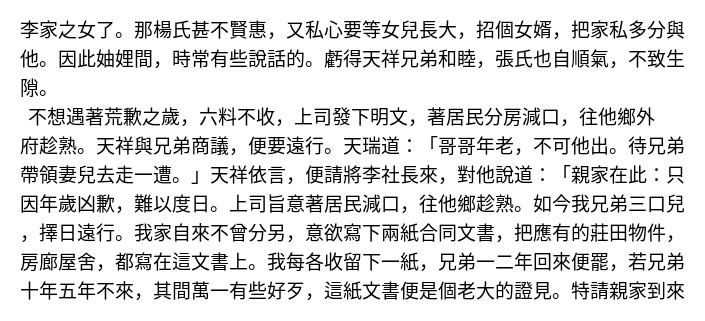 李家之女了。那楊氏甚不賢惠，又私心要等女兒長大，招個女婿，把家私多分與
他。因此妯娌間，時常有些說話的。虧得天祥兄弟和睦，張氏也自順氣，不致生
隙。
不想遇著荒歉之歲，六料不收，上司發下明文，著居民分房減口，往他鄉外
府趁熟。天祥與兄弟商議，便要遠行。天瑞道：「哥哥年老，不可他出。待兄弟
帶領妻兒去走一遭。」天祥依言，便請將李社長來，對他說道：「親家在此：只
因年歲凶歉，難以度日。上司旨意著居民減口，往他鄉趁熟。如今我兄弟三口兒
，擇日遠行。我家自來不曾分另，意欲寫下兩紙合同文書，把應有的莊田物件，
房廊屋舍，都寫在這文書上。我每各收留下一紙，兄弟一二年回來便罷，若兄弟
十年五年不來，其間萬一有些好歹，這紙文書便是個老大的證見。特請親家到來